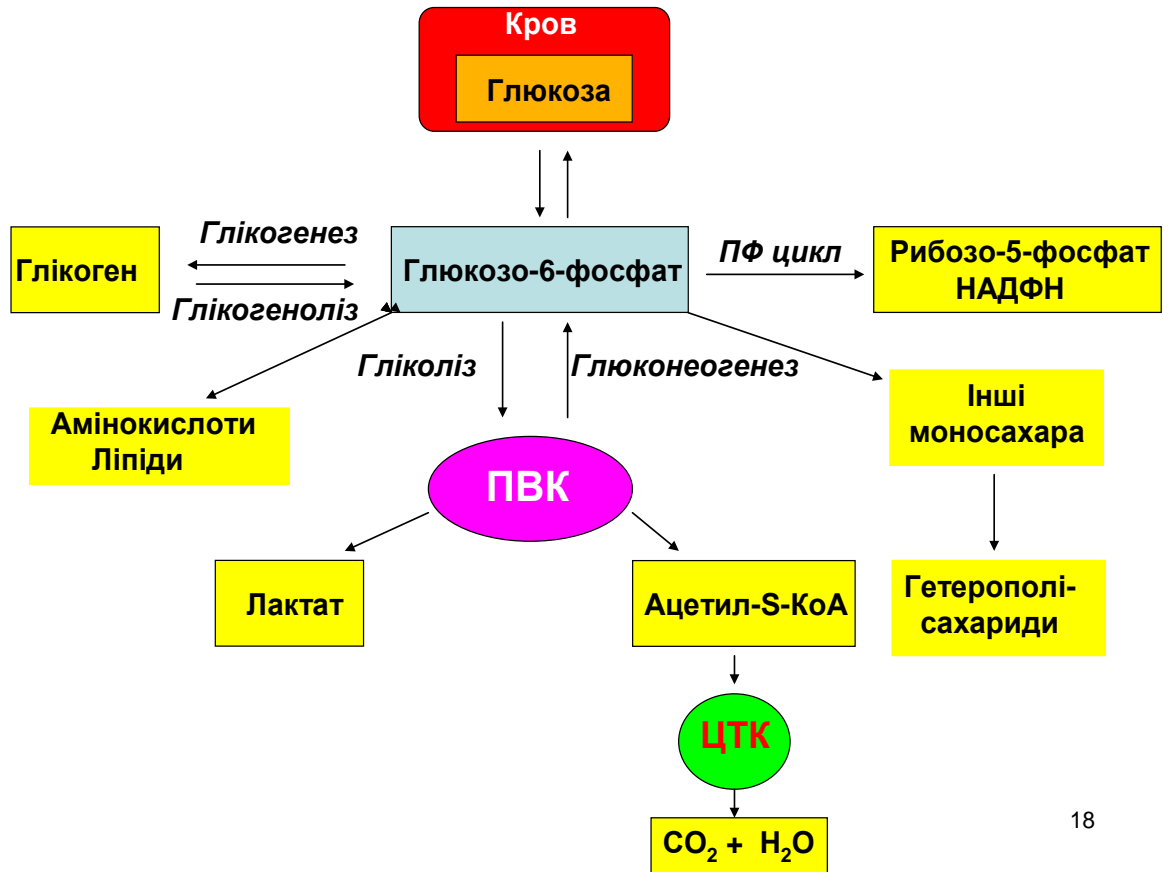 Кров
Глюкоза
Глікогенез
Глікоген
Глікогеноліз
Глюкозо-6-фосфат
ПФ цикл
Рибозо-5-фосфат
НАДФН
Гліколіз
Глюконеогенез
Амінокислоти
Ліпіди
Інші
моносахара
ПВК
Лактат
Ацетил-S-КоА
Гетерополі-
сахариди
ЦТК
CO₂ + H₂O
18